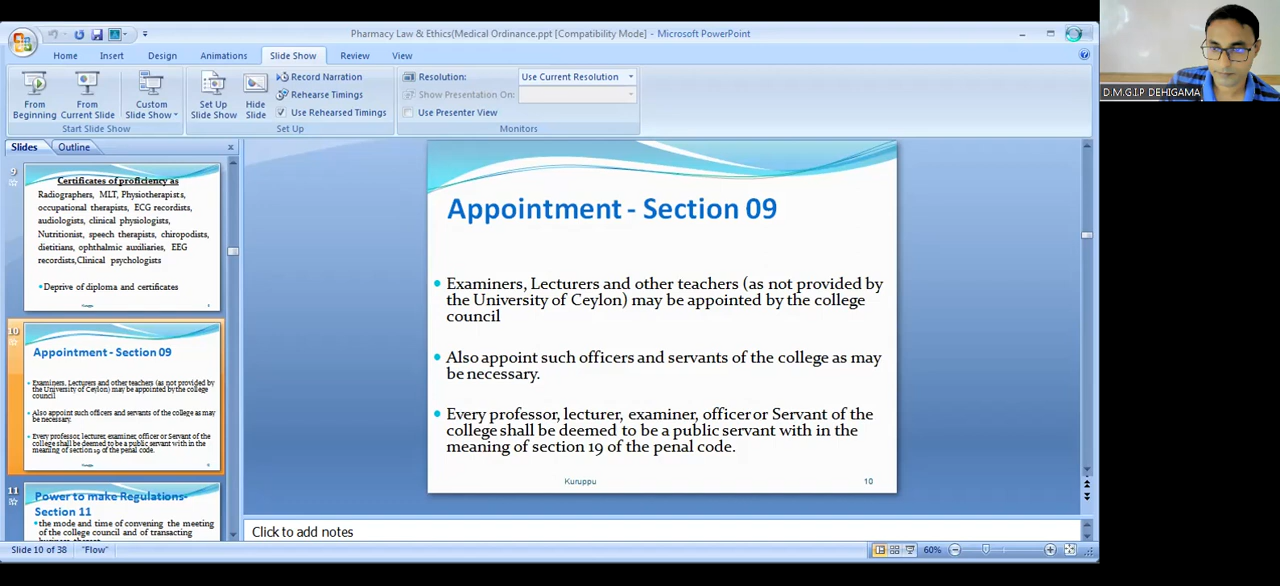 Pharmacy Law & Ethics(Medical Ordinance.ppt [Compatibility Mode] - Microsoft PowerPoint
Home Insert Design Animations Slide Show Review View
From Beginning
From Current Slide
Custom Slide Show
Start Slide Show
Set Up Slide Show
Hide Slide
Record Narration
Rehearse Timings
Use Rehearsed Timings
Set Up
Resolution: Use Current Resolution
Show Presentation On:
Use Presenter View
Monitors
D.M.G.I.P DEHIGAMA
Slides Outline
9
Certificates of proficiency as
Radiographers, MLT, Physiotherapists,
occupational therapists, ECG recordists,
audiologists, clinical physiologists,
Nutritionist, speech therapists, chiropodists,
dietitians, ophthalmic auxiliaries, EEG
recordists,Clinical psychologists
Deprive of diploma and certificates
10
Appointment - Section 09
Examiners, Lecturers and other teachers (as not provided by
the University of Ceylon) may be appointed by the college
council
Also appoint such officers and servants of the college as may
be necessary.
Every professor, lecturer, examiner, officer or Servant of the
college shall be deemed to be a public servant with in the
meaning of section 19 of the penal code.
11
Power to make Regulations-
Section 11
the mode and time of convening the meeting
of the college council and of transacting
Appointment - Section 09
• Examiners, Lecturers and other teachers (as not provided by
the University of Ceylon) may be appointed by the college
council
• Also appoint such officers and servants of the college as may
be necessary.
• Every professor, lecturer, examiner, officer or Servant of the
college shall be deemed to be a public servant with in the
meaning of section 19 of the penal code.
Kuruppu 10
Click to add notes
Slide 10 of 38 "Flow" 60%